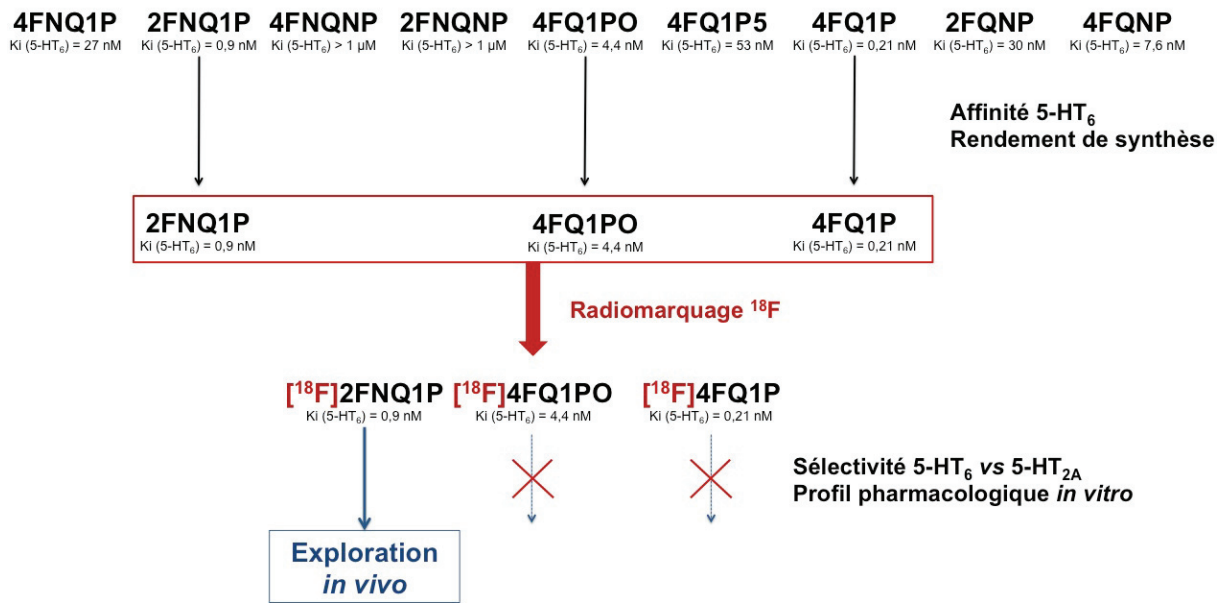 4FNQ1P 2FNQ1P 4FNQNP 2FNQNP 4FQ1PO 4FQ1P5 4FQ1P 2FQNP 4FQNP
Ki (5-HT₆) = 27 nM Ki (5-HT₆) = 0,9 nM Ki (5-HT₆) > 1 µM Ki (5-HT₆) > 1 µM Ki (5-HT₆) = 4,4 nM Ki (5-HT₆) = 53 nM Ki (5-HT₆) = 0,21 nM Ki (5-HT₆) = 30 nM Ki (5-HT₆) = 7,6 nM
Affinité 5-HT₆
Rendement de synthèse
2FNQ1P 4FQ1PO 4FQ1P
Ki (5-HT₆) = 0,9 nM Ki (5-HT₆) = 4,4 nM Ki (5-HT₆) = 0,21 nM
Radiomarquage ¹⁸F
[¹⁸F]2FNQ1P [¹⁸F]4FQ1PO [¹⁸F]4FQ1P
Ki (5-HT₆) = 0,9 nM Ki (5-HT₆) = 4,4 nM Ki (5-HT₆) = 0,21 nM
Sélectivité 5-HT₆ vs 5-HT₂A
Profil pharmacologique in vitro
Exploration
in vivo